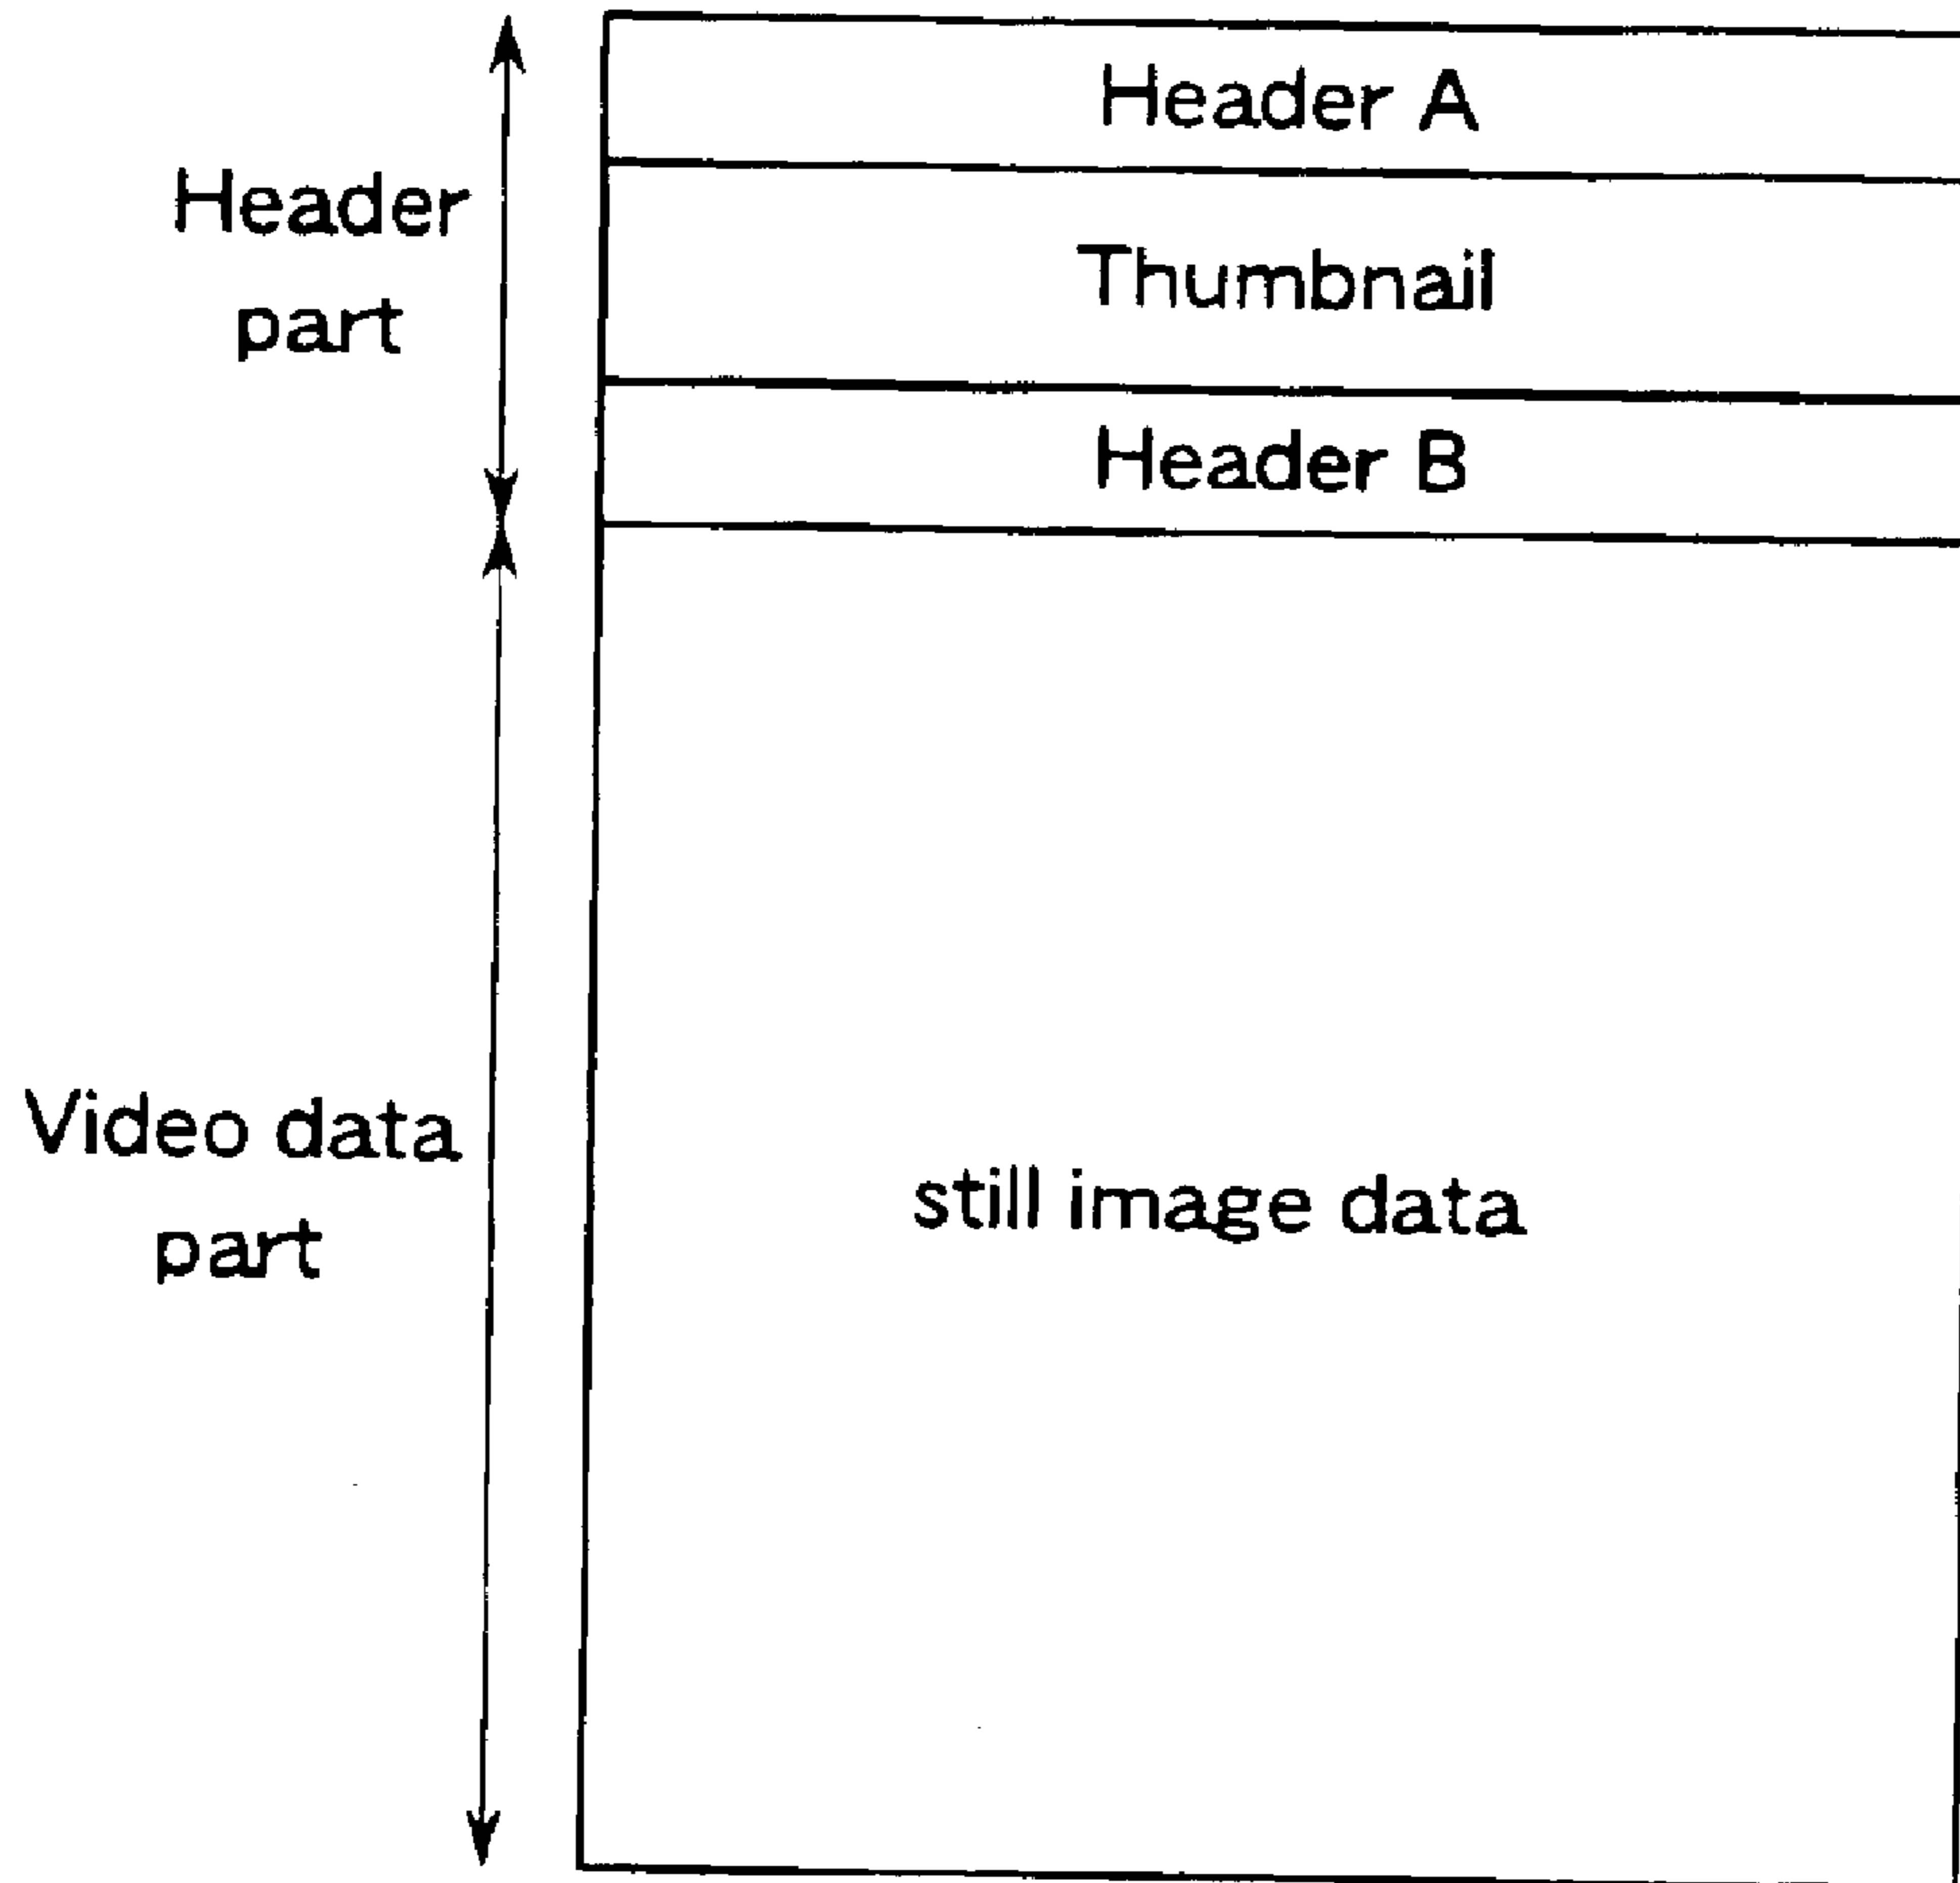 Header A
Header
part
Thumbnail
Header B
Video data
part
still image data